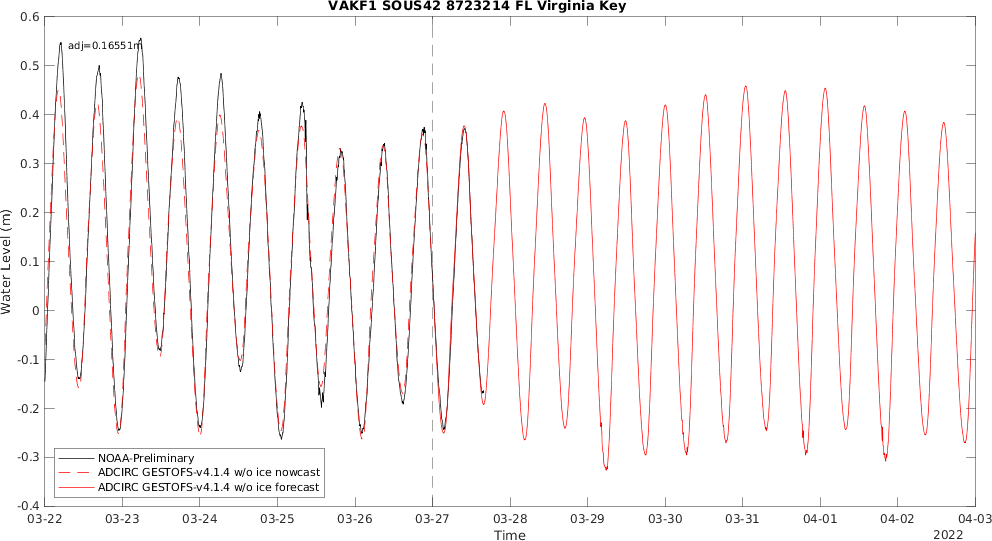 VAKF1 SOUS42 8723214 FL Virginia Key
0.6
adj=0.16551m
0.5
0.4
0.3
0.2
0.1
0
-0.1
-0.2
-0.3
-0.4
Water Level (m)
NOAA-Preliminary
ADCIRC GESTOFS-v4.1.4 w/o ice nowcast
ADCIRC GESTOFS-v4.1.4 w/o ice forecast
03-22 03-23 03-24 03-25 03-26 03-27 03-28 03-29 03-30 03-31 04-01 04-02 04-03
Time
2022